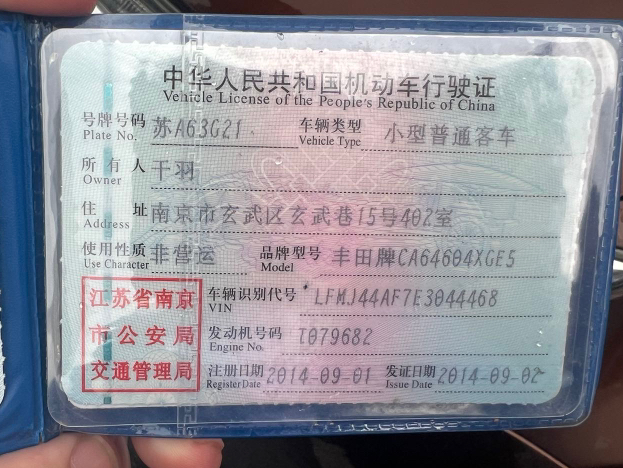 中华人民共和国机动车行驶证
Vehicle License of the People's Republic of China
号牌号码 苏A63G21 车辆类型 小型普通客车
Plate No. Vehicle Type
所有人 干羽
Owner
住址 南京市玄武区玄武巷15号402室
Address
使用性质 非营运 品牌型号 丰田牌CA64604XGE5
Use Character Model
江苏省南京 车辆识别代号 LFMJ44AF7E3044468
VIN
市公安局 发动机号码 T079682
Engine No.
交通管理局 注册日期 2014-09-01 发证日期 2014-09-02
Register Date Issue Date